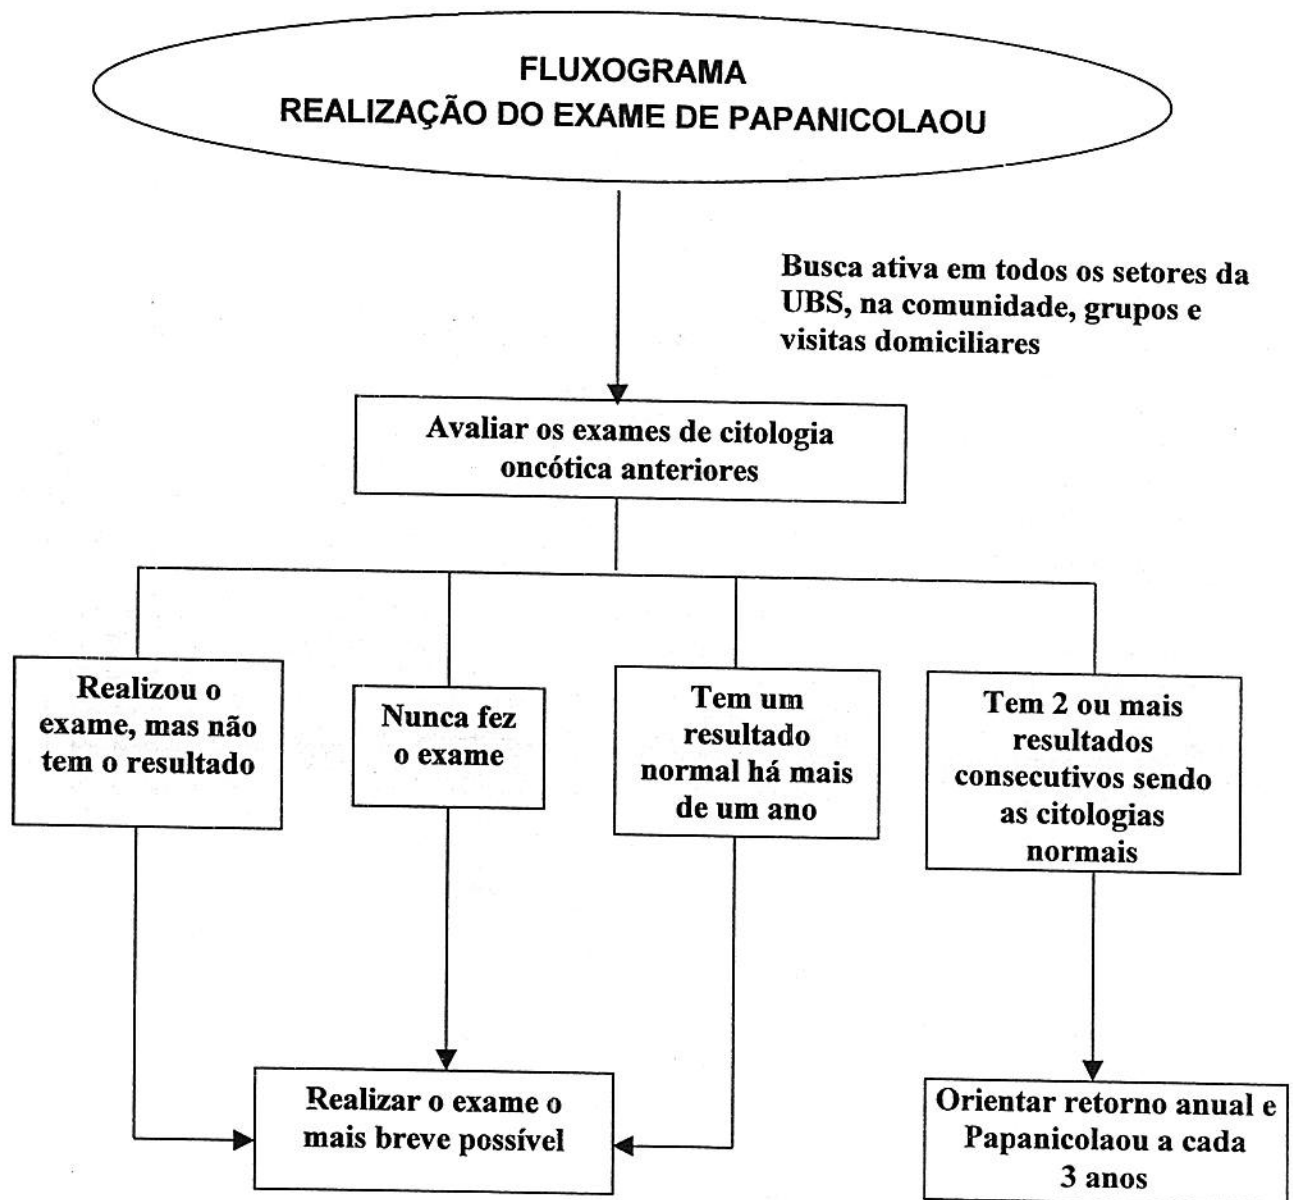 FLUXOGRAMA
REALIZAÇÃO DO EXAME DE PAPANICOLAOU
Busca ativa em todos os setores da
UBS, na comunidade, grupos e
visitas domiciliares
Avaliar os exames de citologia
oncótica anteriores
Realizou o
exame, mas não
tem o resultado
Nunca fez
o exame
Tem um
resultado
normal há mais
de um ano
Tem 2 ou mais
resultados
consecutivos sendo
as citologias
normais
Realizar o exame o
mais breve possível
Orientar retorno anual e
Papanicolaou a cada
3 anos